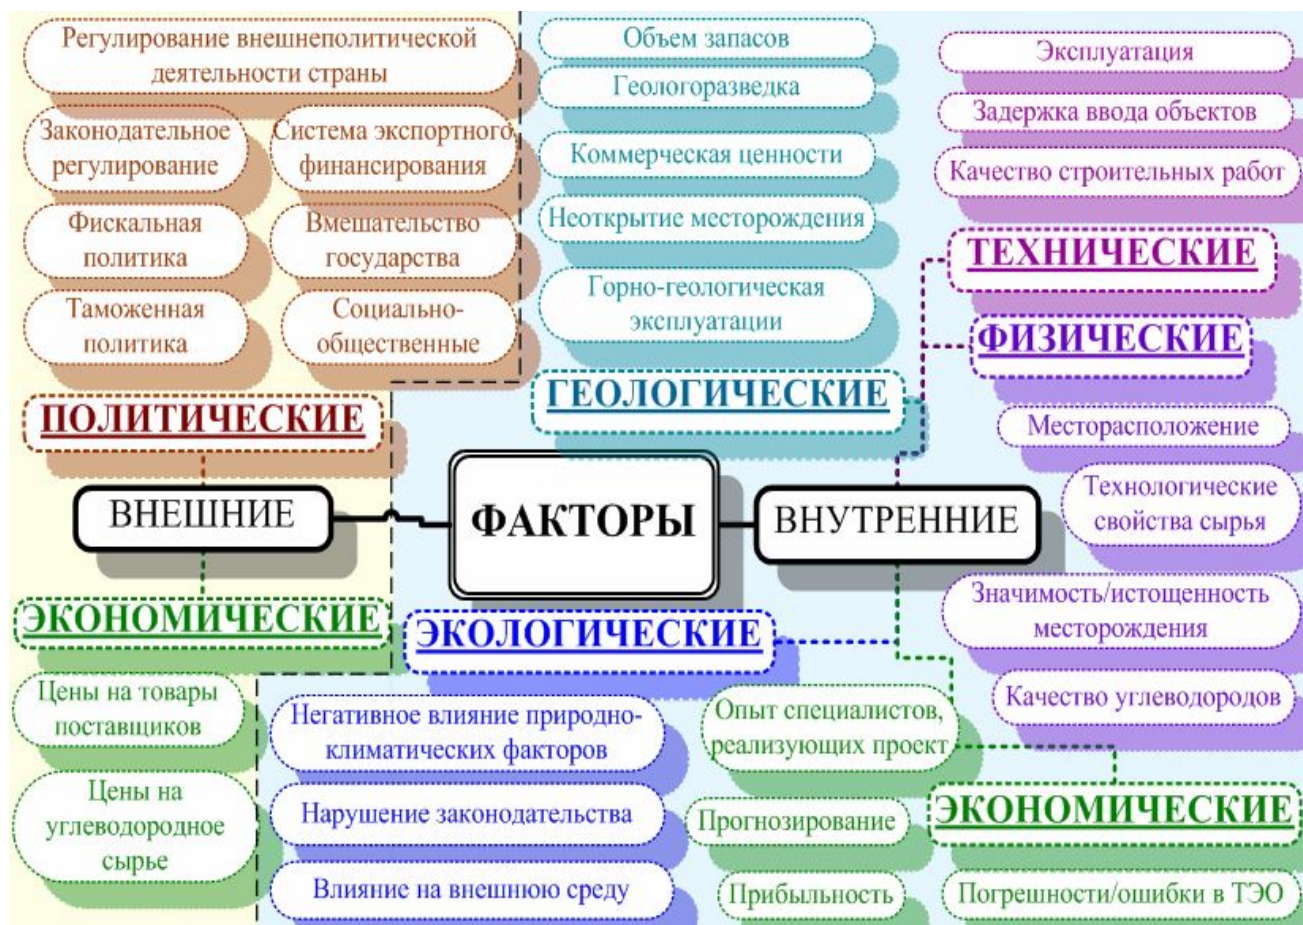 Регулирование внешнеполитической
деятельности страны
Законодательное
регулирование
Система экспортного
финансирования
Фискальная
политика
Вмешательство
государства
Таможенная
политика
Социально-
общественные
ПОЛИТИЧЕСКИЕ
ВНЕШНИЕ
ЭКОНОМИЧЕСКИЕ
Цены на товары
поставщиков
Цены на
углеводородное
сырье
Объем запасов
Геологоразведка
Коммерческая ценности
Неоткрытие месторождения
Горно-геологическая
эксплуатации
ГЕОЛОГИЧЕСКИЕ
ФАКТОРЫ
ЭКОЛОГИЧЕСКИЕ
Негативное влияние природно-
климатических факторов
Нарушение законодательства
Влияние на внешнюю среду
Эксплуатация
Задержка ввода объектов
Качество строительных работ
ТЕХНИЧЕСКИЕ
ФИЗИЧЕСКИЕ
Месторасположение
Технологические
свойства сырья
Значимость/истощенность
месторождения
Качество углеводородов
ВНУТРЕННИЕ
Опыт специалистов,
реализующих проект
ЭКОНОМИЧЕСКИЕ
Прогнозирование
Прибыльность
Погрешности/ошибки в ТЭО